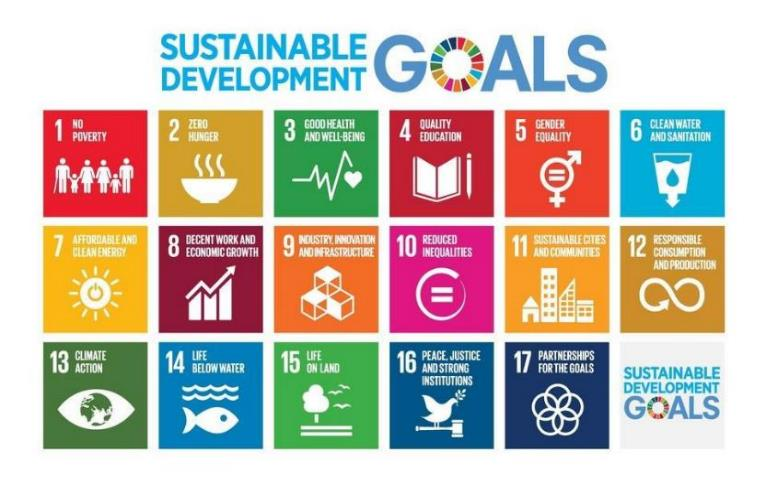 SUSTAINABLE
DEVELOPMENT
GOALS
1 NO
POVERTY
2 ZERO
HUNGER
3 GOOD HEALTH
AND WELL-BEING
4 QUALITY
EDUCATION
5 GENDER
EQUALITY
6 CLEAN WATER
AND SANITATION
7 AFFORDABLE AND
CLEAN ENERGY
8 DECENT WORK AND
ECONOMIC GROWTH
9 INDUSTRY, INNOVATION
AND INFRASTRUCTURE
10 REDUCED
INEQUALITIES
11 SUSTAINABLE CITIES
AND COMMUNITIES
12 RESPONSIBLE
CONSUMPTION
AND PRODUCTION
13 CLIMATE
ACTION
14 LIFE
BELOW WATER
15 LIFE
ON LAND
16 PEACE, JUSTICE
AND STRONG
INSTITUTIONS
17 PARTNERSHIPS
FOR THE GOALS
SUSTAINABLE
DEVELOPMENT
GOALS